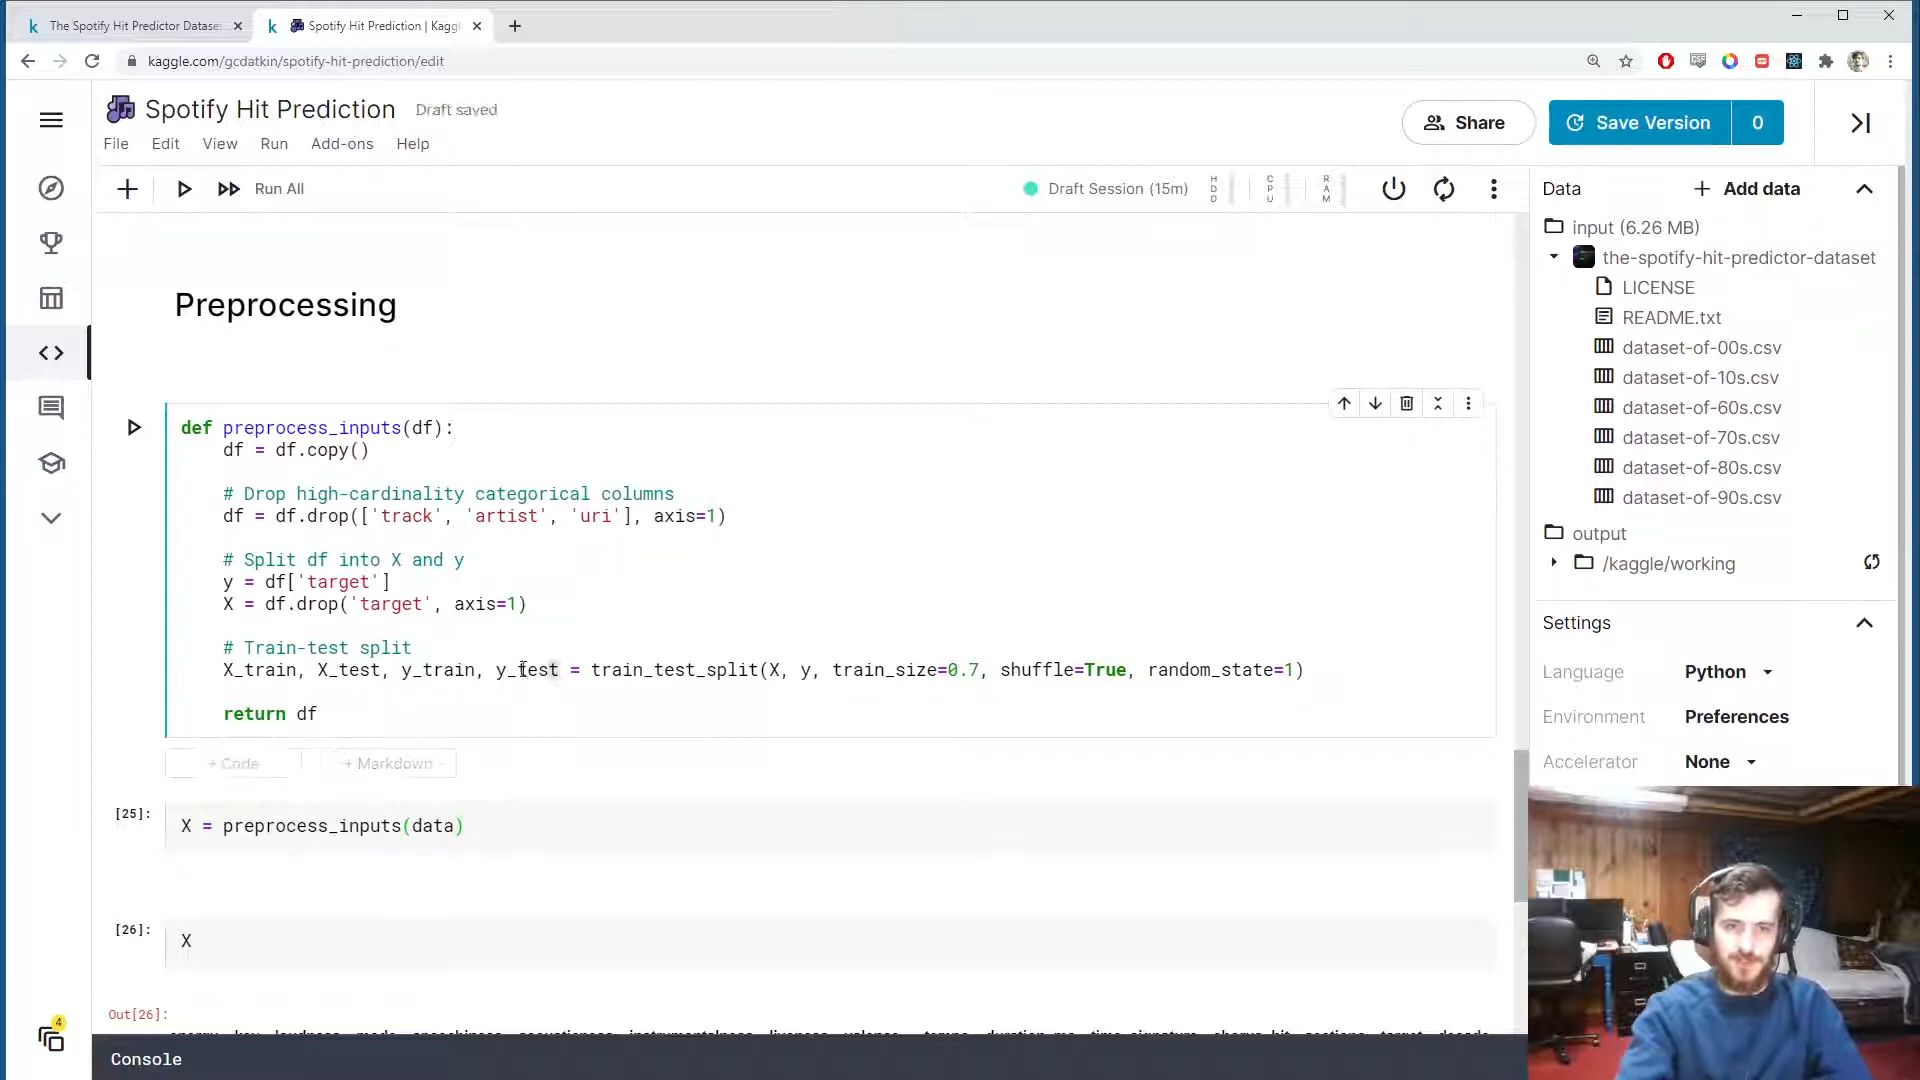 The Spotify Hit Predictor Datase
Spotify Hit Prediction | Kaggl
kaggle.com/gcdatkin/spotify-hit-prediction/edit
Spotify Hit Prediction
Draft saved
Share
Save Version
0
File
Edit
View
Run
Add-ons
Help
Run All
Draft Session (15m)
HDD
CPU
RAM
Data
Add data
input (6.26 MB)
the-spotify-hit-predictor-dataset
LICENSE
README.txt
dataset-of-00s.csv
dataset-of-10s.csv
dataset-of-60s.csv
dataset-of-70s.csv
dataset-of-80s.csv
dataset-of-90s.csv
output
/kaggle/working
Settings
Language
Python
Environment
Preferences
Accelerator
None
Preprocessing
def preprocess_inputs(df):
df = df.copy()
# Drop high-cardinality categorical columns
df = df.drop(['track', 'artist', 'uri'], axis=1)
# Split df into X and y
y = df['target']
X = df.drop('target', axis=1)
# Train-test split
X_train, X_test, y_train, y_test = train_test_split(X, y, train_size=0.7, shuffle=True, random_state=1)
return df
+ Code
+ Markdown
[25]:
X = preprocess_inputs(data)
[26]:
X
Out[26]:
4
Console